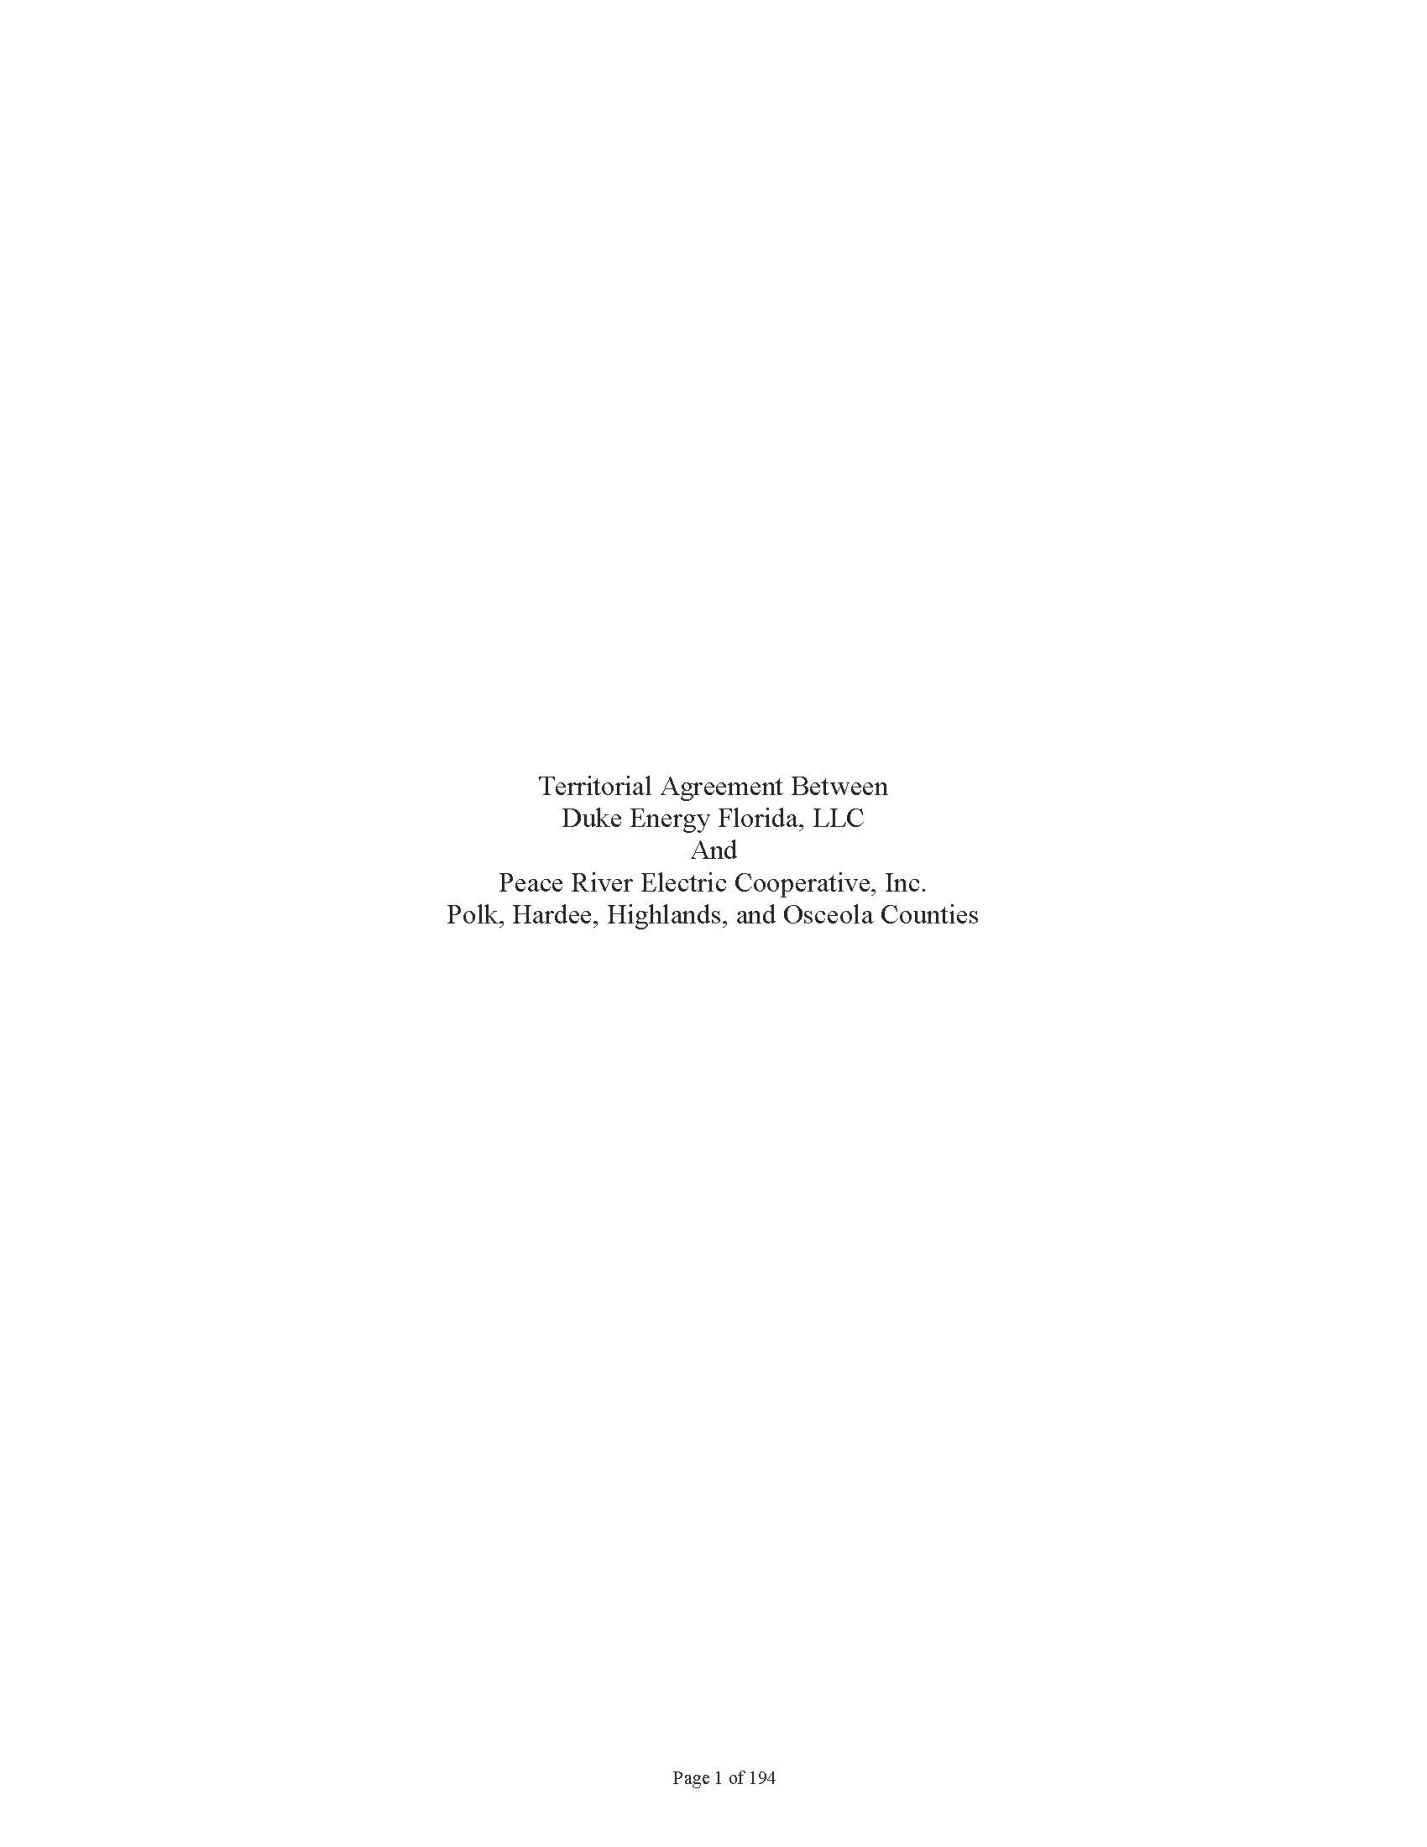 Territorial Agreement Between
Duke Energy Florida, LLC
And
Peace River Electric Cooperative, Inc.
Polk, Hardee, Highlands, and Osceola Counties
Page 1 of 194